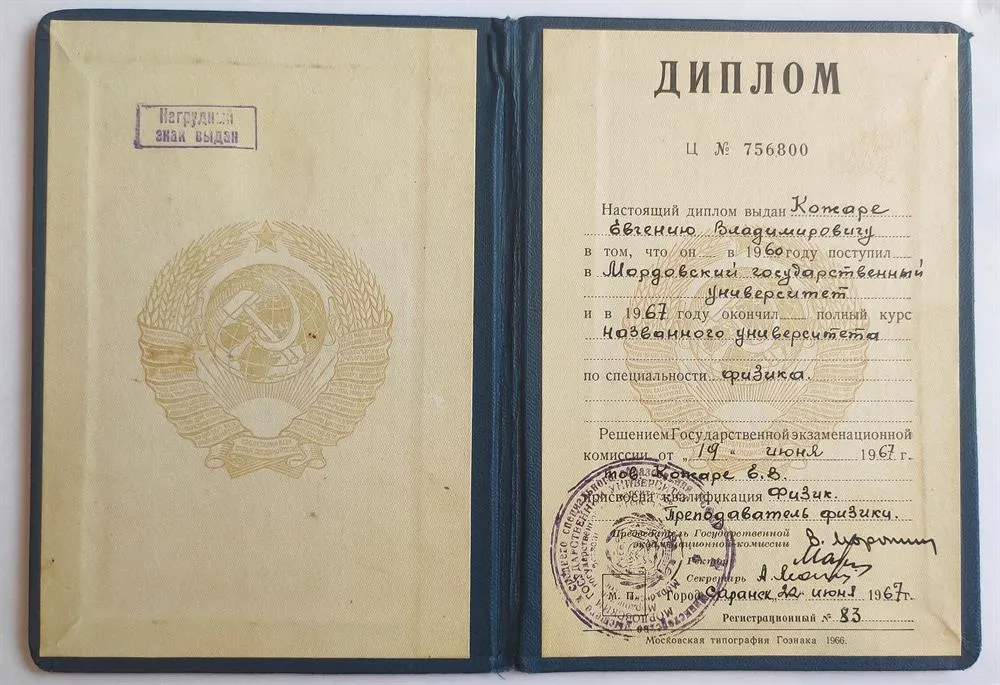 Нагрудный
знак выдан
ДИПЛОМ
Ц № 756800
Настоящий диплом выдан Кожаре
Евгению Владимировичу
в том, что он в 1960 году поступил
в Мордовский государственный
университет
и в 1967 году окончил полный курс
названного университета
по специальности физика.
Решением Государственной экзаменационной
комиссии от „19“ июня 1967 г.
тов. Кожаре Е.В.
присвоена квалификация Физик.
Преподаватель физики.
Председатель Государственной
экзаменационной комиссии
Ректор
Секретарь
М. П. Город Саранск „22“ июня 1967 г.
Регистрационный № 83
Московская типография Гознака 1966.